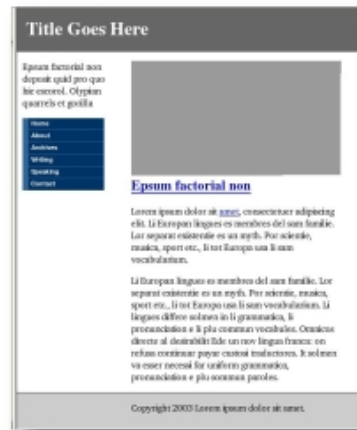 Title Goes Here
Epsum factorial non
deposit quid pro quo
hic escorol. Olypian
quarrels et gorilla
Home
About
Archives
Writing
Speaking
Contact
Epsum factorial non
Lorem ipsum dolor sit amet, consectetuer adipiscing
elit. Li Europan lingues es membres del sam familie.
Lor separat existentie es un myth. Por scientie,
musica, sport etc., li tot Europa usa li sam
vocabularium.
Li Europan lingues es membres del sam familie. Lor
separat existentie es un myth. Por scientie, musica,
sport etc., li tot Europa usa li sam vocabularium. Li
lingues differe solmen in li grammatica, li
pronunciation e li plu commun vocabules. Omnicos
directe al desirabilit� de un nov lingua franca: on
refusa continuar payar custosi traductores. It solmen
va esser necessi far uniform grammatica,
pronunciation e plu sommun paroles.
Copyright 2003 Lorem ipsum dolor sit amet.